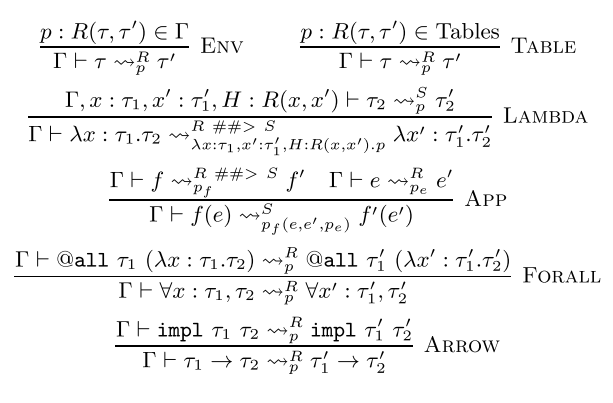 p : R(τ, τ′) ∈ Γ
Γ ⊢ τ ⇝ᴿₚ τ′ Env
p : R(τ, τ′) ∈ Tables
Γ ⊢ τ ⇝ᴿₚ τ′ Table
Γ, x : τ₁, x′ : τ₁′, H : R(x, x′) ⊢ τ₂ ⇝ˢₚ τ₂′
Γ ⊢ λx : τ₁.τ₂ ⇝^{R ##> S}_{λx:τ₁,x′:τ₁′,H:R(x,x′).p} λx′ : τ₁′.τ₂′ Lambda
Γ ⊢ f ⇝^{R ##> S}_{p_f} f′ Γ ⊢ e ⇝^{R}_{p_e} e′
Γ ⊢ f(e) ⇝^{S}_{p_f(e,e′,p_e)} f′(e′) App
Γ ⊢ @all τ₁ (λx : τ₁.τ₂) ⇝ᴿₚ @all τ₁′ (λx′ : τ₁′.τ₂′)
Γ ⊢ ∀x : τ₁, τ₂ ⇝ᴿₚ ∀x′ : τ₁′, τ₂′ Forall
Γ ⊢ impl τ₁ τ₂ ⇝ᴿₚ impl τ₁′ τ₂′
Γ ⊢ τ₁ → τ₂ ⇝ᴿₚ τ₁′ → τ₂′ Arrow